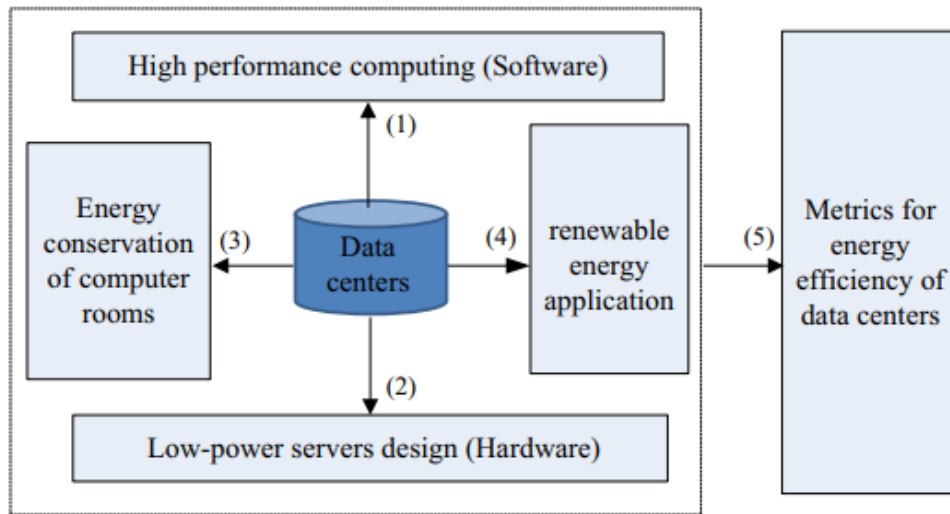 High performance computing (Software)
(1)
Energy
conservation
of computer
rooms
(3)
Data
centers
(4)
renewable
energy
application
(5)
Metrics for
energy
efficiency of
data centers
(2)
Low-power servers design (Hardware)